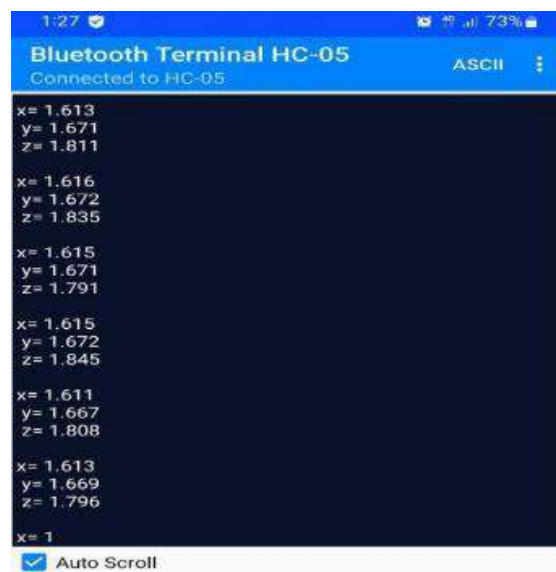 1:27 73%
Bluetooth Terminal HC-05
Connected to HC-05
ASCII
x= 1.613
y= 1.671
z= 1.811
x= 1.616
y= 1.672
z= 1.835
x= 1.615
y= 1.671
z= 1.791
x= 1.615
y= 1.672
z= 1.845
x= 1.611
y= 1.667
z= 1.808
x= 1.613
y= 1.669
z= 1.796
x= 1
Auto Scroll